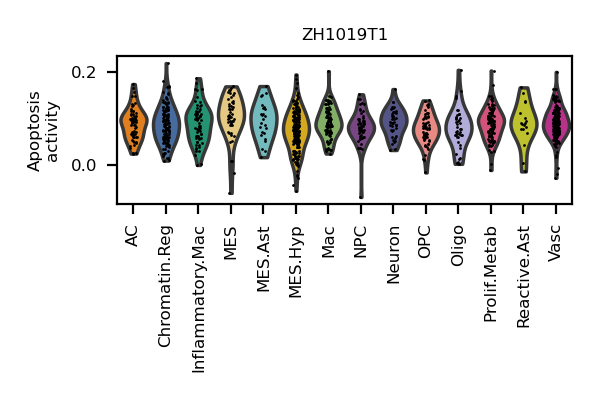 ZH1019T1
Apoptosis
activity
0.2
0.0
AC
Chromatin.Reg
Inflammatory.Mac
MES
MES.Ast
MES.Hyp
Mac
NPC
Neuron
OPC
Oligo
Prolif.Metab
Reactive.Ast
Vasc